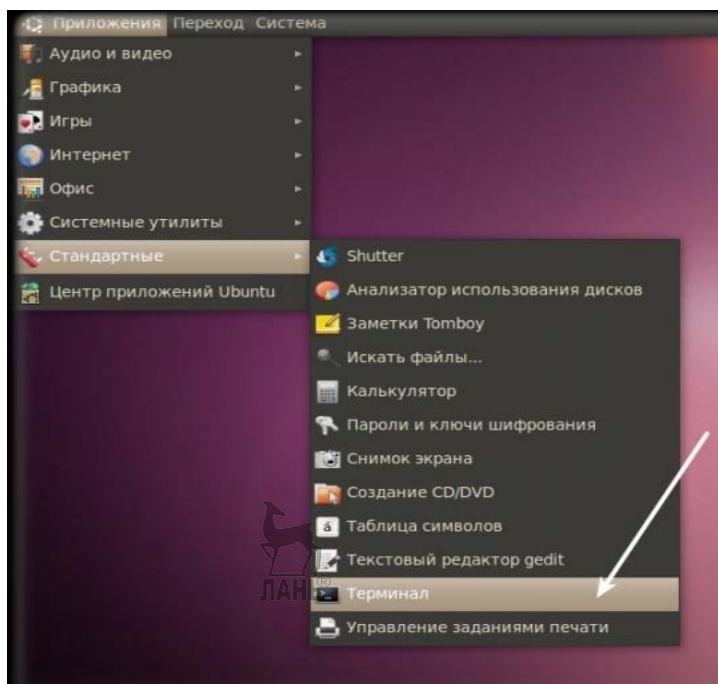 Приложения Переход Система
Аудио и видео
Графика
Игры
Интернет
Офис
Системные утилиты
Стандартные
Центр приложений Ubuntu
Shutter
Анализатор использования дисков
Заметки Tomboy
Искать файлы...
Калькулятор
Пароли и ключи шифрования
Снимок экрана
Создание CD/DVD
Таблица символов
Текстовый редактор gedit
Терминал
Управление заданиями печати
ЛАНЬ®